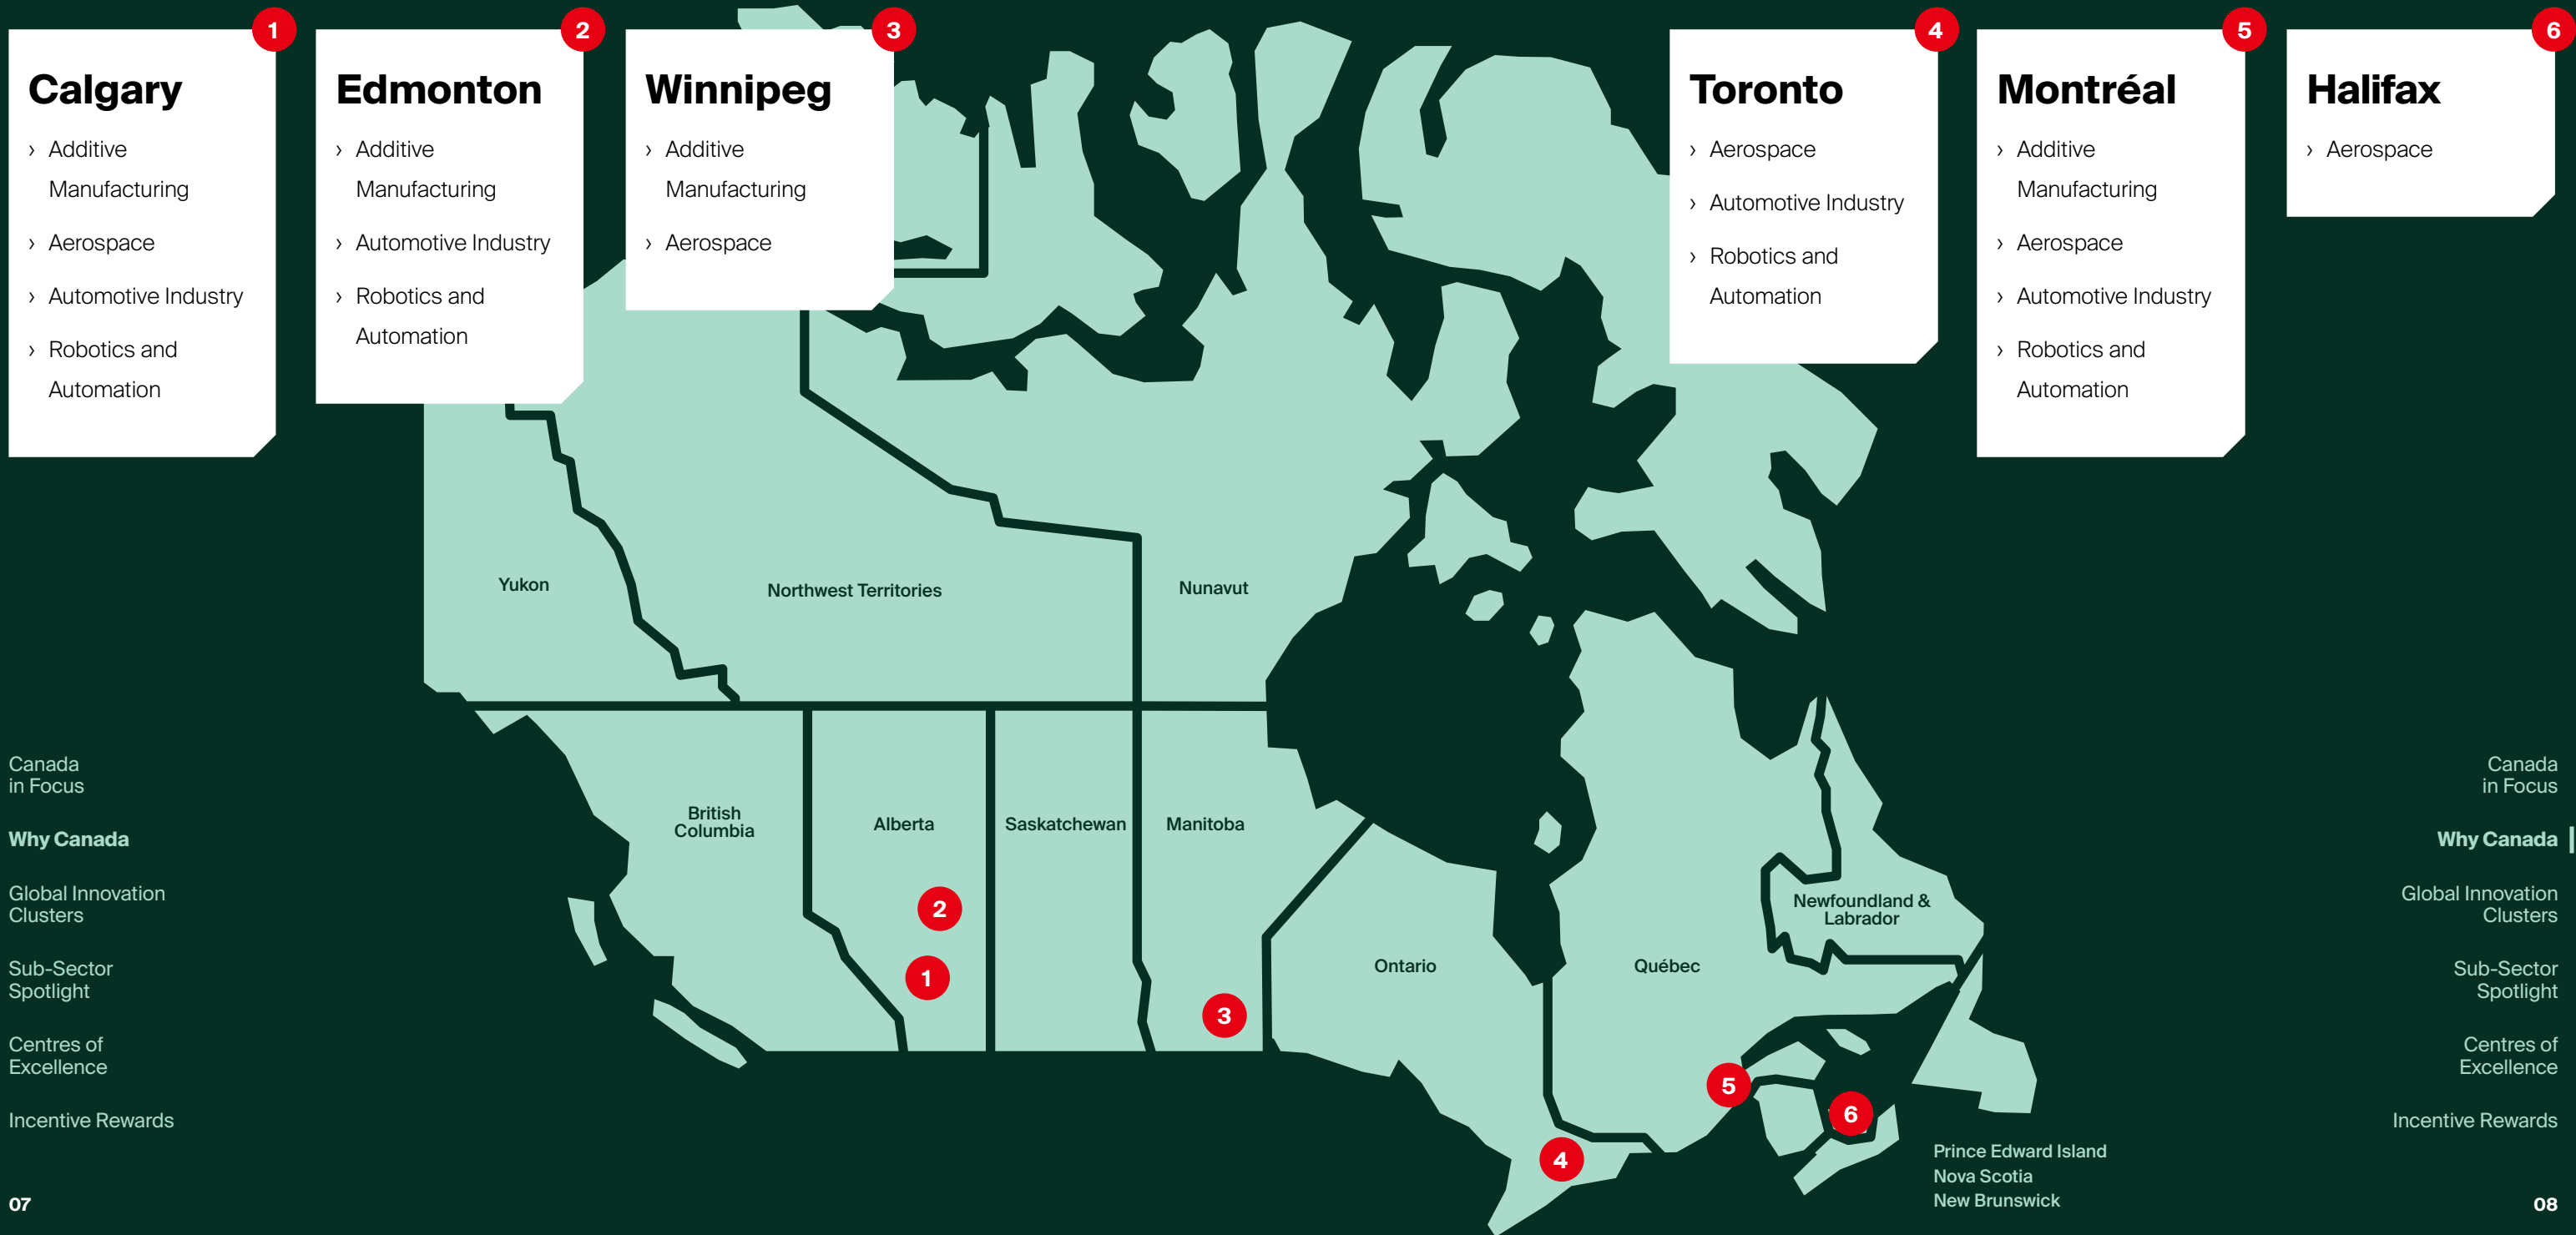 1
Calgary
› Additive
Manufacturing
› Aerospace
› Automotive Industry
› Robotics and
Automation
2
Edmonton
› Additive
Manufacturing
› Automotive Industry
› Robotics and
Automation
3
Winnipeg
› Additive
Manufacturing
› Aerospace
4
Toronto
› Aerospace
› Automotive Industry
› Robotics and
Automation
5
Montréal
› Additive
Manufacturing
› Aerospace
› Automotive Industry
› Robotics and
Automation
6
Halifax
› Aerospace
Yukon
Northwest Territories
Nunavut
British
Columbia
Alberta
Saskatchewan
Manitoba
Ontario
Québec
Newfoundland &
Labrador
2
1
3
5
6
4
Prince Edward Island
Nova Scotia
New Brunswick
Canada
in Focus
Why Canada
Global Innovation
Clusters
Sub-Sector
Spotlight
Centres of
Excellence
Incentive Rewards
07
Canada
in Focus
Why Canada
Global Innovation
Clusters
Sub-Sector
Spotlight
Centres of
Excellence
Incentive Rewards
08